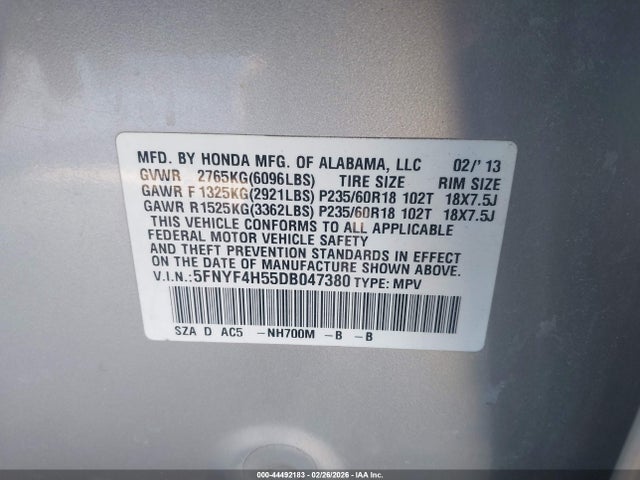 MFD. BY HONDA MFG. OF ALABAMA, LLC 02/'13
GVWR 2765KG(6096LBS) TIRE SIZE RIM SIZE
GAWR F 1325KG(2921LBS) P235/60R18 102T 18X7.5J
GAWR R1525KG(3362LBS) P235/60R18 102T 18X7.5J
THIS VEHICLE CONFORMS TO ALL APPLICABLE
FEDERAL MOTOR VEHICLE SAFETY
AND THEFT PREVENTION STANDARDS IN EFFECT
ON THE DATE OF MANUFACTURE SHOWN ABOVE.
V.I.N.:5FNYF4H55DB047380 TYPE: MPV
SZA D AC5 -NH700M -B -B
000-44492183 - 02/26/2026 - IAA Inc.